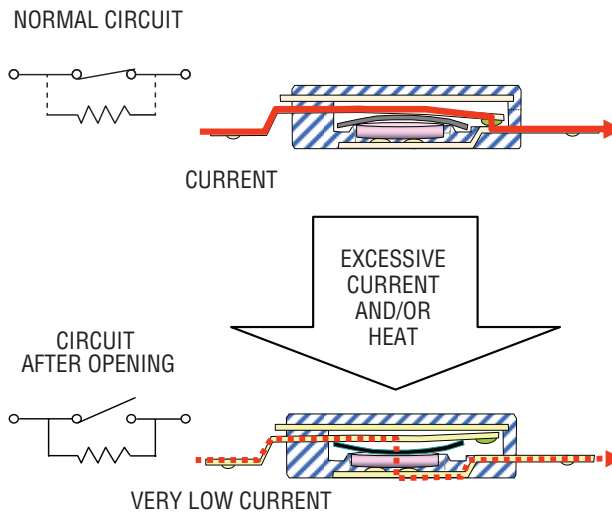 NORMAL CIRCUIT
CURRENT
EXCESSIVE
CURRENT
AND/OR
HEAT
CIRCUIT
AFTER OPENING
VERY LOW CURRENT